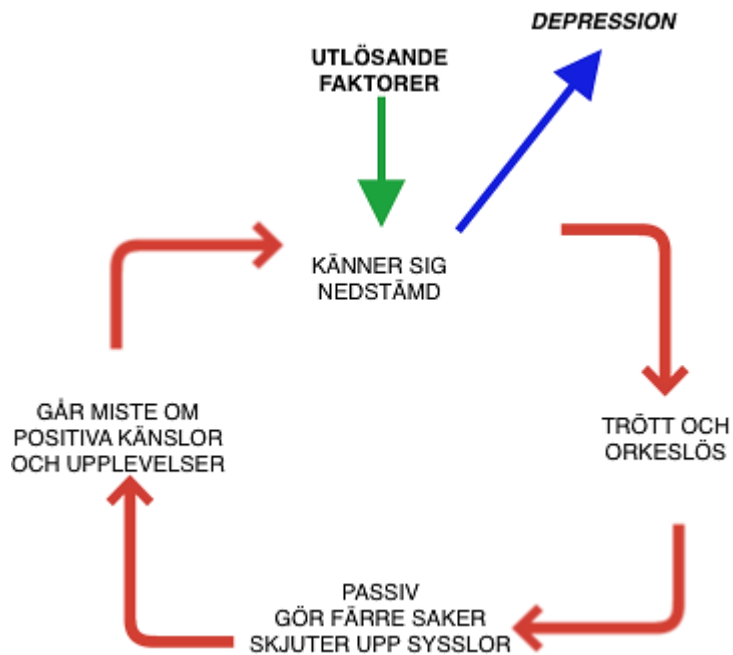 DEPRESSION
UTLÖSANDE
FAKTORER
KÄNNER SIG
NEDSTÄMD
TRÖTT OCH
ORKESLÖS
PASSIV
GÖR FÄRRE SAKER
SKJUTER UPP SYSSLOR
GÅR MISTE OM
POSITIVA KÄNSLOR
OCH UPPLEVELSER